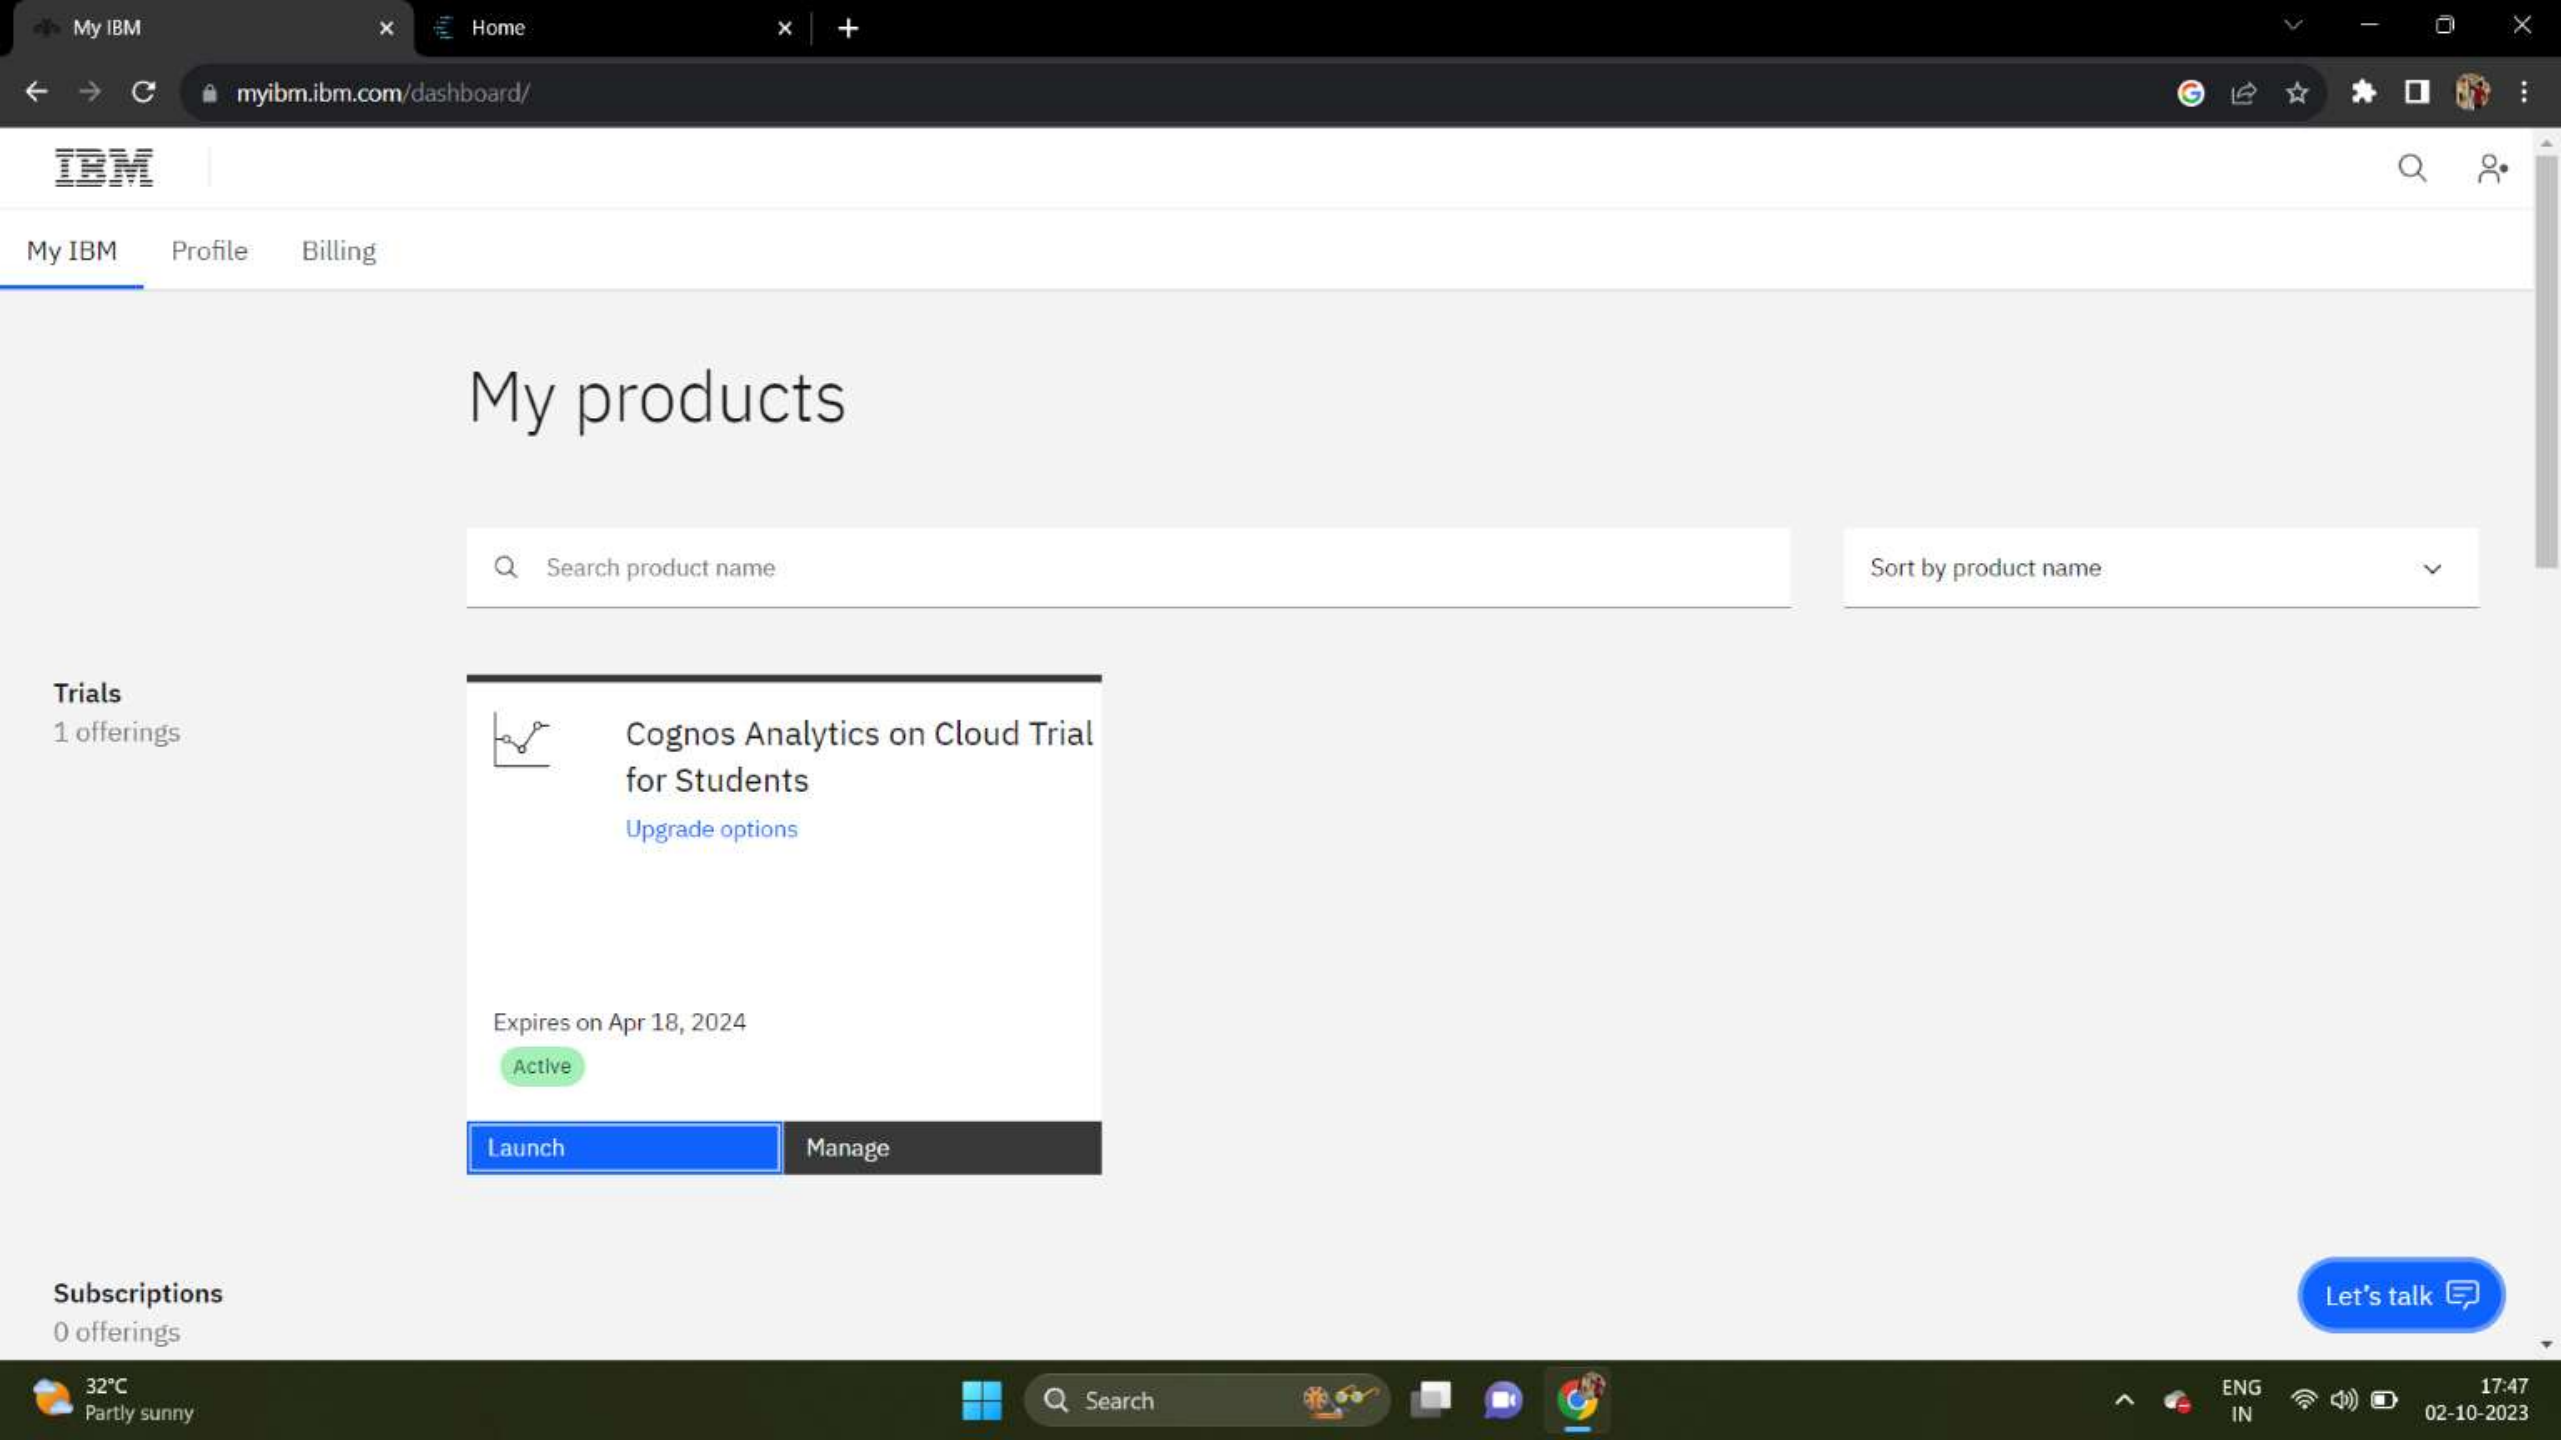 My IBM
Home
myibm.ibm.com/dashboard/
IBM
My IBM Profile Billing
My products
Search product name
Sort by product name
Trials
1 offerings
Cognos Analytics on Cloud Trial
for Students
Upgrade options
Expires on Apr 18, 2024
Active
Launch
Manage
Subscriptions
0 offerings
Let's talk
32°C
Partly sunny
Search
ENG
IN
17:47
02-10-2023